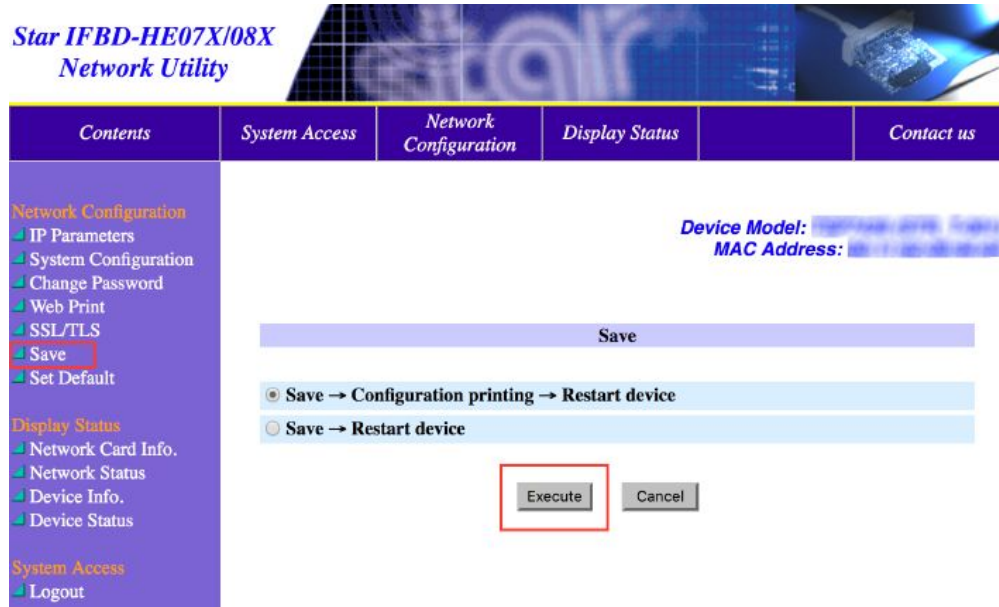 Star IFBD-HE07X/08X
Network Utility
star
Contents
System Access
Network
Configuration
Display Status
Contact us
Network Configuration
IP Parameters
System Configuration
Change Password
Web Print
SSL/TLS
Save
Set Default
Display Status
Network Card Info.
Network Status
Device Info.
Device Status
System Access
Logout
Device Model:
MAC Address:
Save
Save → Configuration printing → Restart device
Save → Restart device
Execute
Cancel